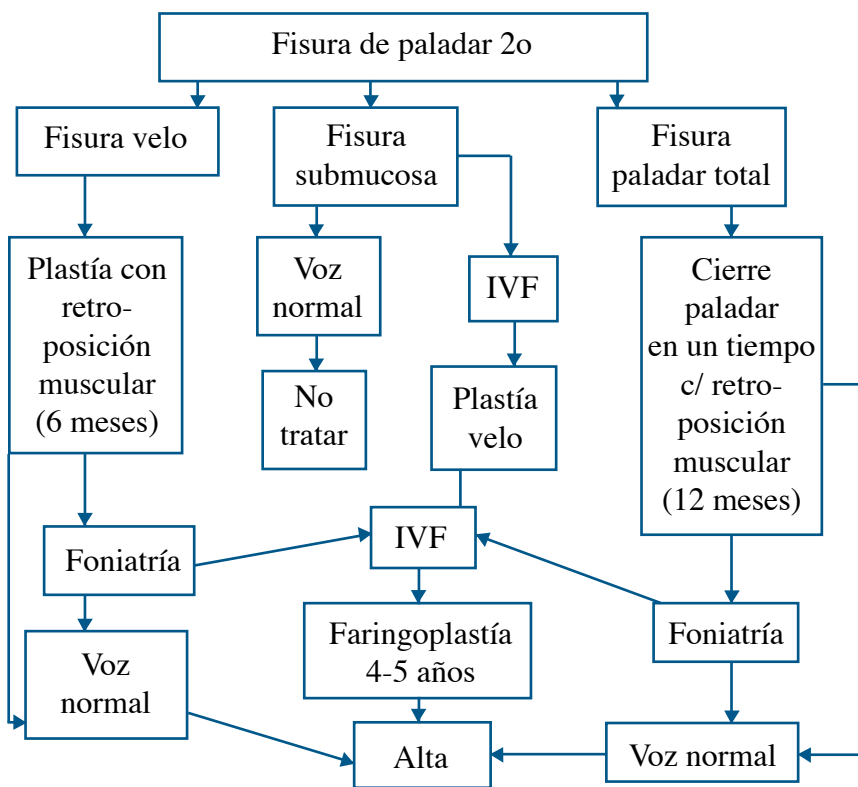 Fisura de paladar 2o
Fisura velo
Fisura
submucosa
Fisura
paladar total
Plastía con
retro-
posición
muscular
(6 meses)
Voz
normal
IVF
Cierre
paladar
en un tiempo
c/ retro-
posición
muscular
(12 meses)
No
tratar
Plastía
velo
Foniatría
IVF
Faringoplastía
4-5 años
Foniatría
Voz
normal
Alta
Voz normal